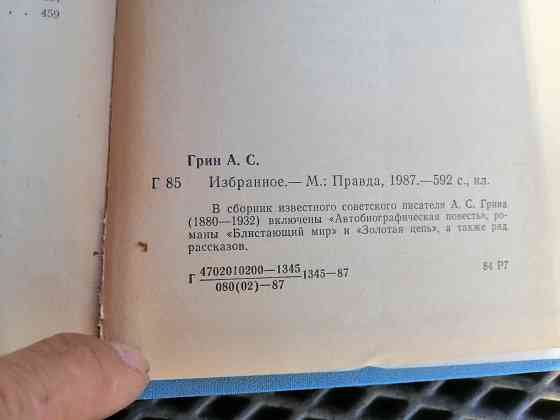 . . 459
Грин А. С.
Г 85 Избранное.— М.: Правда, 1987.—592 с., ил.
В сборник известного советского писателя А. С. Грина
(1880—1932) включены «Автобиографическая повесть», ро-
маны «Блистающий мир» и «Золотая цепь», а также ряд
рассказов.
Г 4702010200—1345
080(02)—87
1345—87
84 Р7